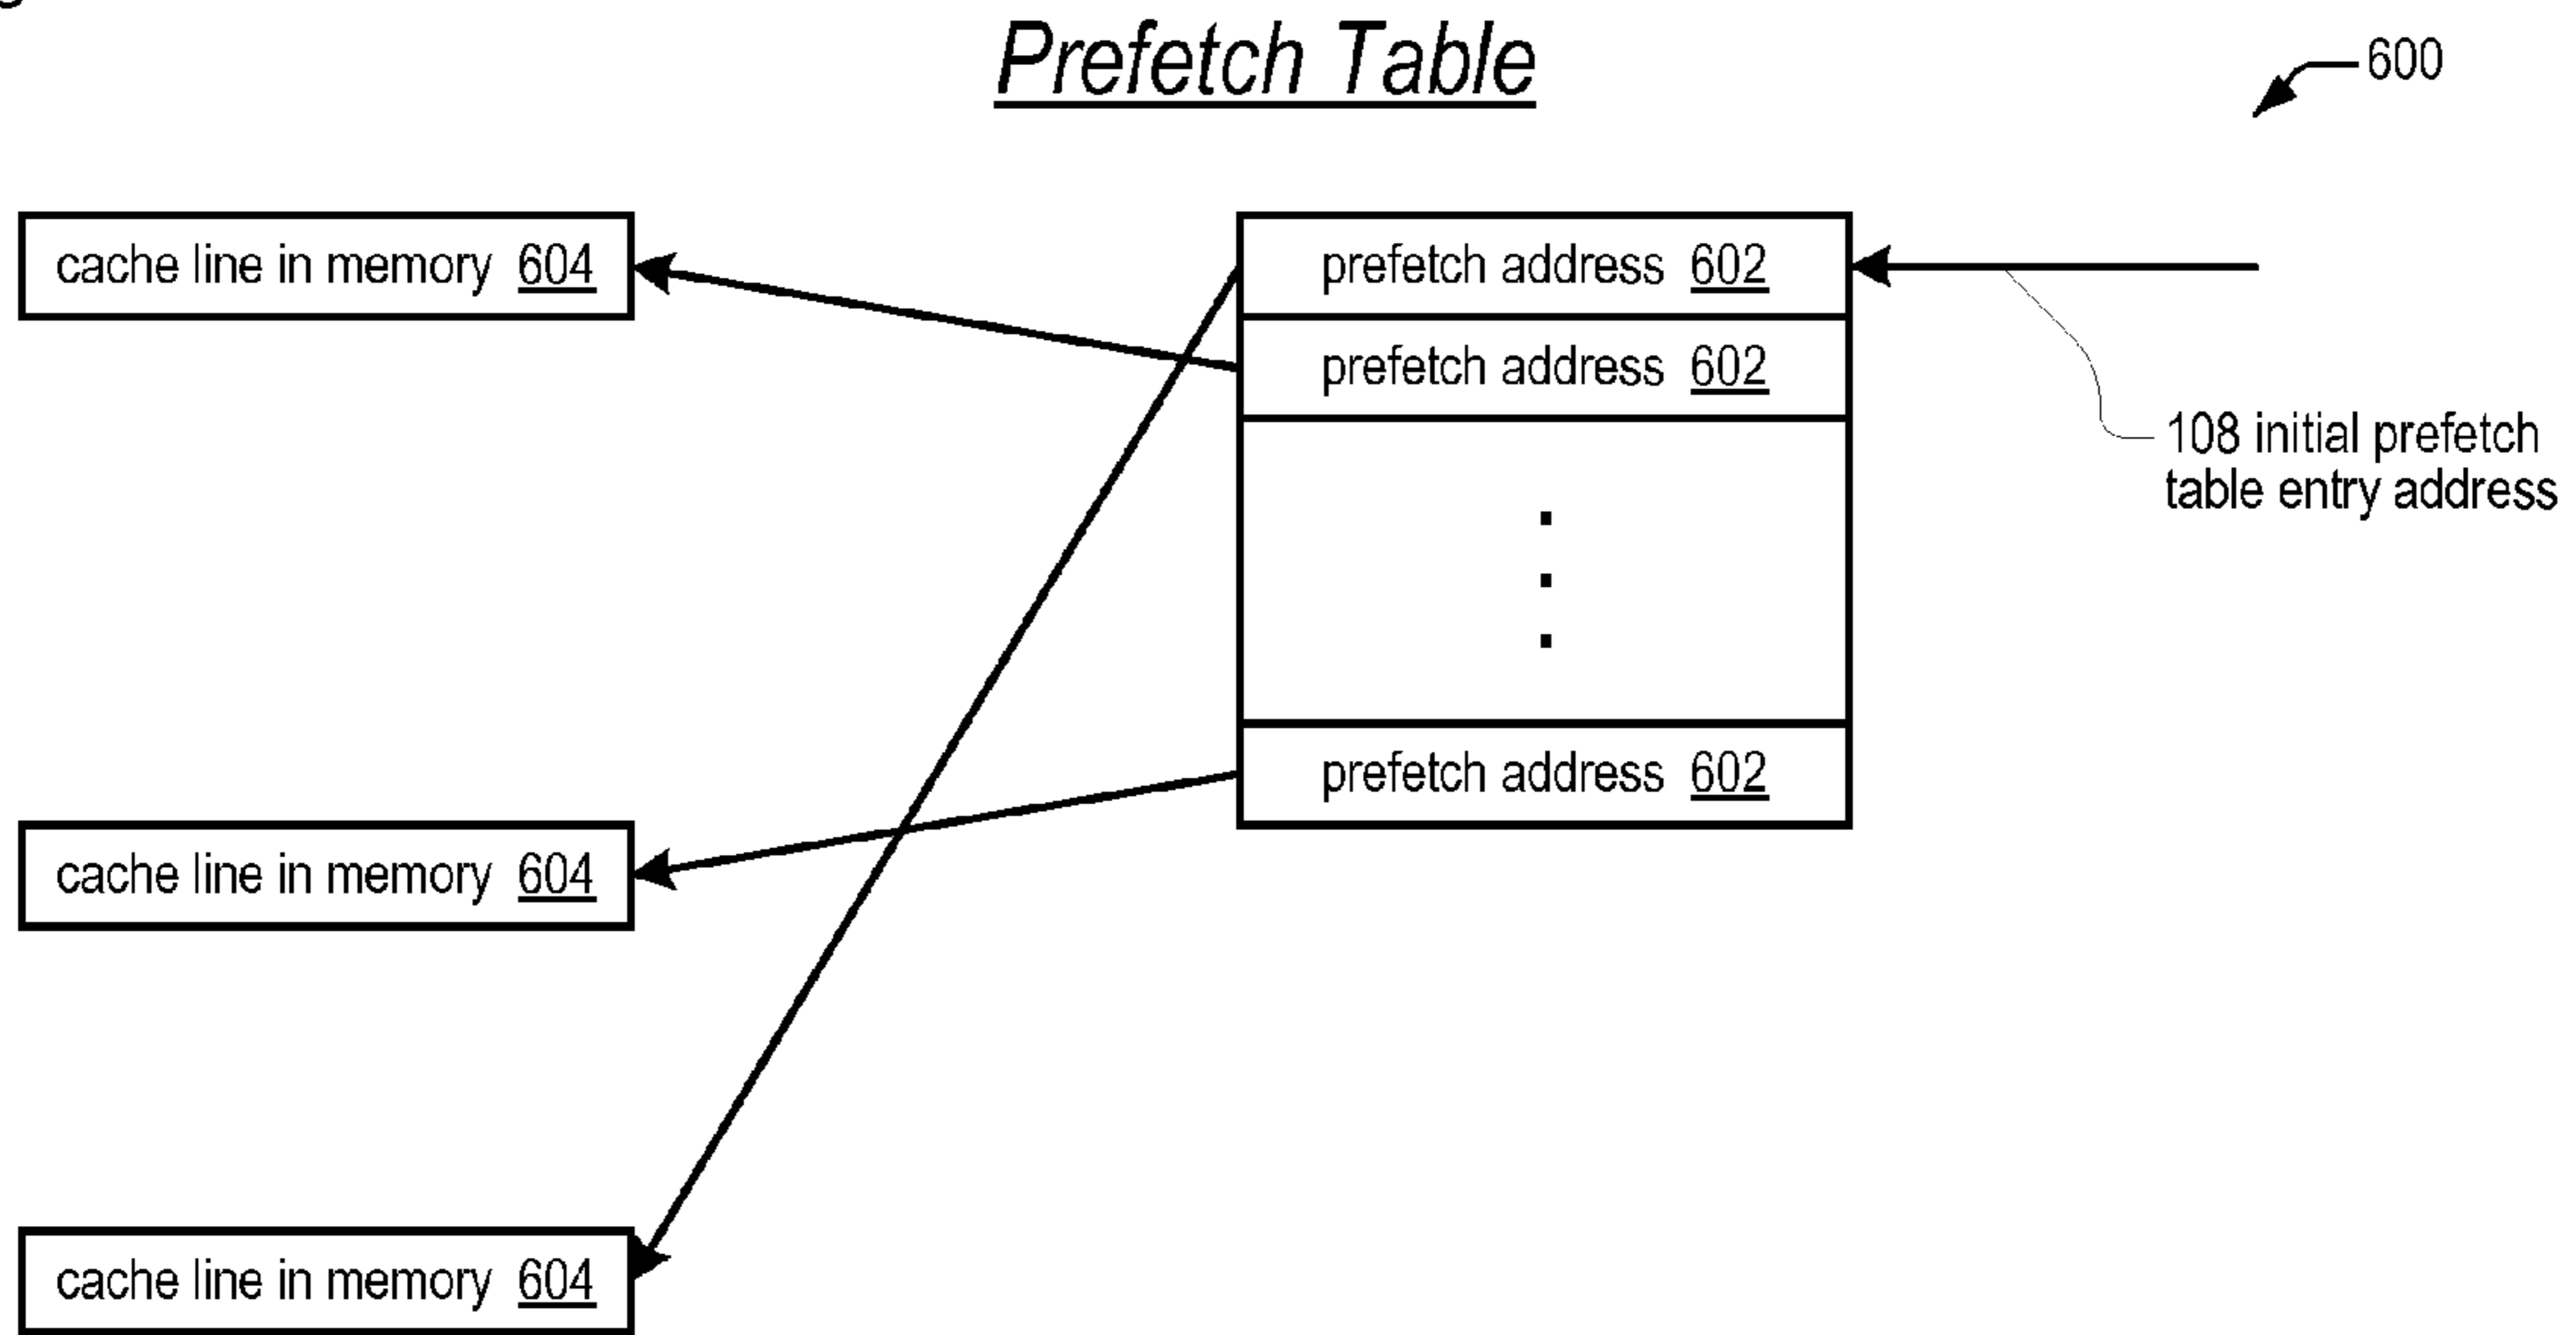 Prefetch Table
600
cache line in memory 604
prefetch address 602
prefetch address 602
108 initial prefetch
table entry address
prefetch address 602
cache line in memory 604
cache line in memory 604